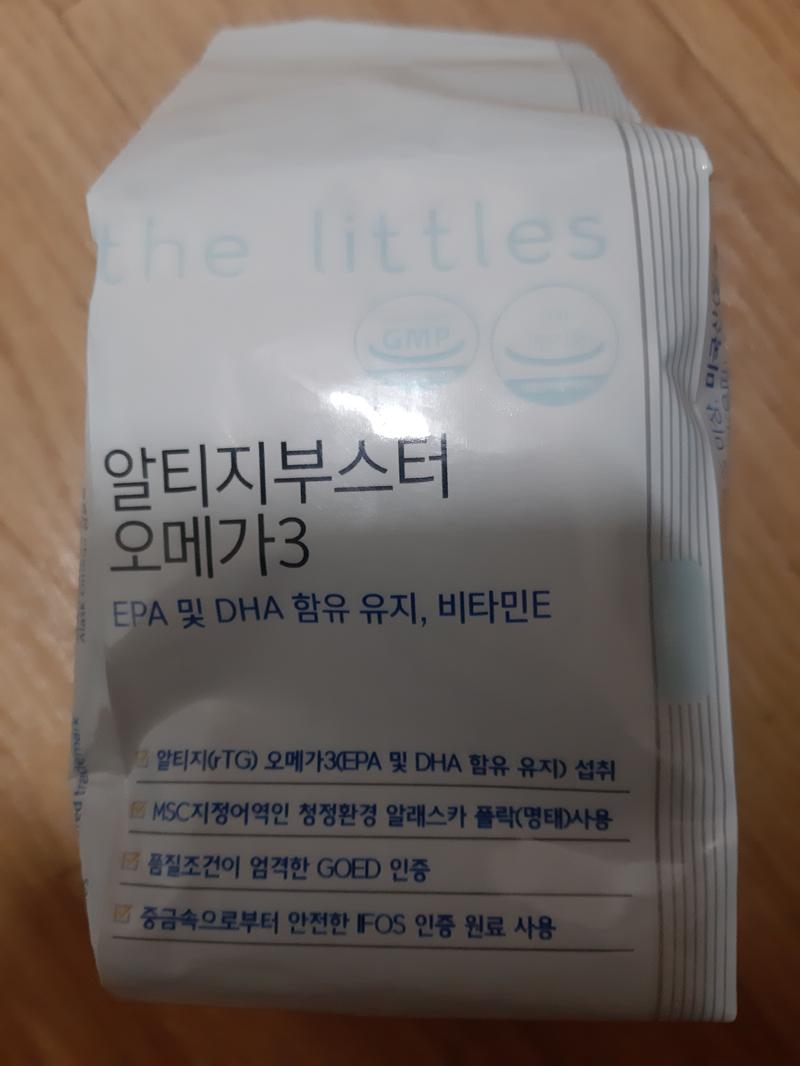 the littles
GMP
알티지부스터
오메가3
EPA 및 DHA 함유 유지, 비타민E
알티지(rTG) 오메가3(EPA 및 DHA 함유 유지) 섭취
MSC지정어역인 청정환경 알래스카 폴락(명태)사용
품질조건이 엄격한 GOED 인증
중금속으로부터 안전한 IFOS 인증 원료 사용